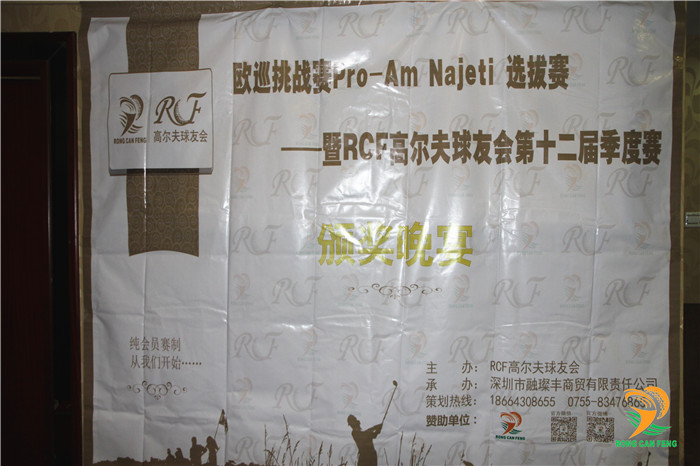 欧巡挑战赛Pro-Am Najeti 选拔赛
——暨RCF高尔夫球友会第十二届季度赛
RCF
高尔夫球友会
RONG CAN FENG
颁奖晚宴
纯会员赛制
从我们开始······
主 办：RCF高尔夫球友会
承 办：深圳市融璨丰商贸有限责任公司
策划热线：18664308655 0755-83476863
赞助单位：
RONG CAN FENG
RONG CAN FENG